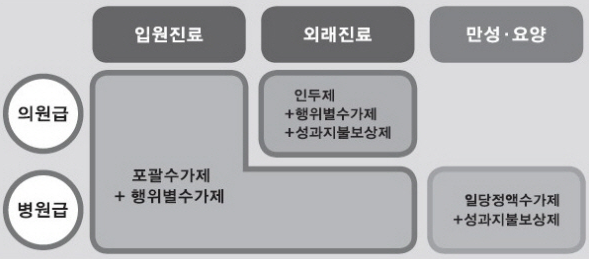 입원진료
외래진료
만성·요양
의원급
인두제
+행위별수가제
+성과지불보상제
포괄수가제
+ 행위별수가제
병원급
일당정액수가제
+성과지불보상제